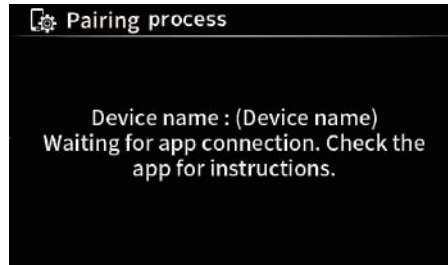 Pairing process
Device name : (Device name)
Waiting for app connection. Check the
app for instructions.